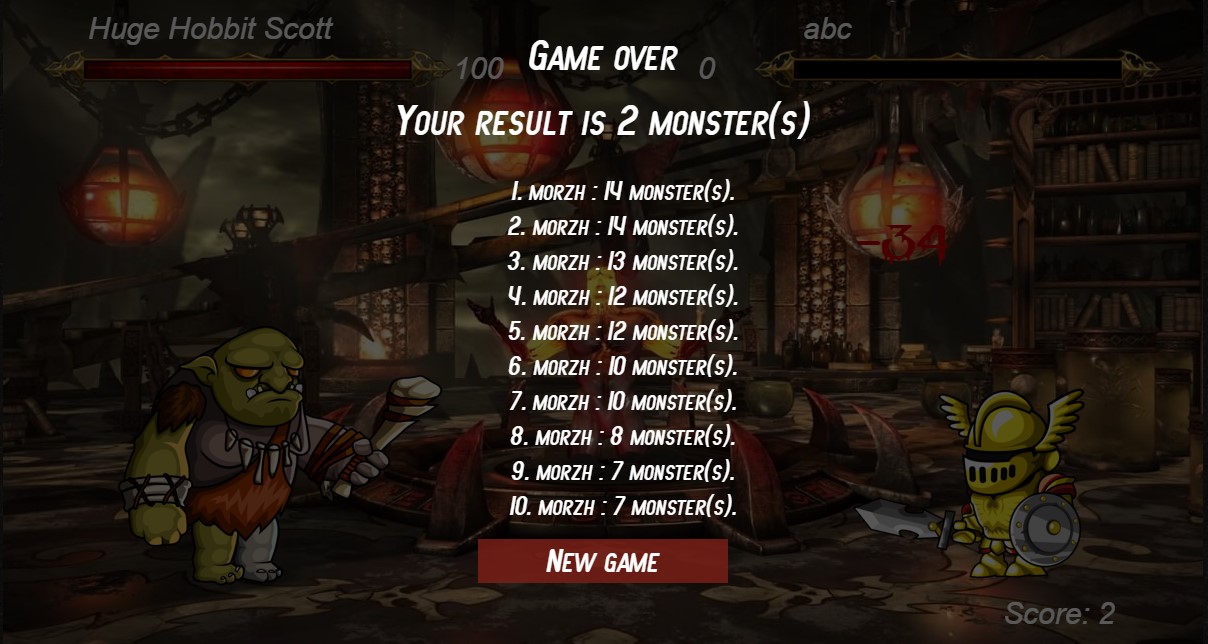 Huge Hobbit Scott
abc
100
Game over
0
Your result is 2 monster(s)
1. morzh : 14 monster(s).
2. morzh : 14 monster(s).
-34
3. morzh : 13 monster(s).
4. morzh : 12 monster(s).
5. morzh : 12 monster(s).
6. morzh : 10 monster(s).
7. morzh : 10 monster(s).
8. morzh : 8 monster(s).
9. morzh : 7 monster(s).
10. morzh : 7 monster(s).
New game
Score: 2